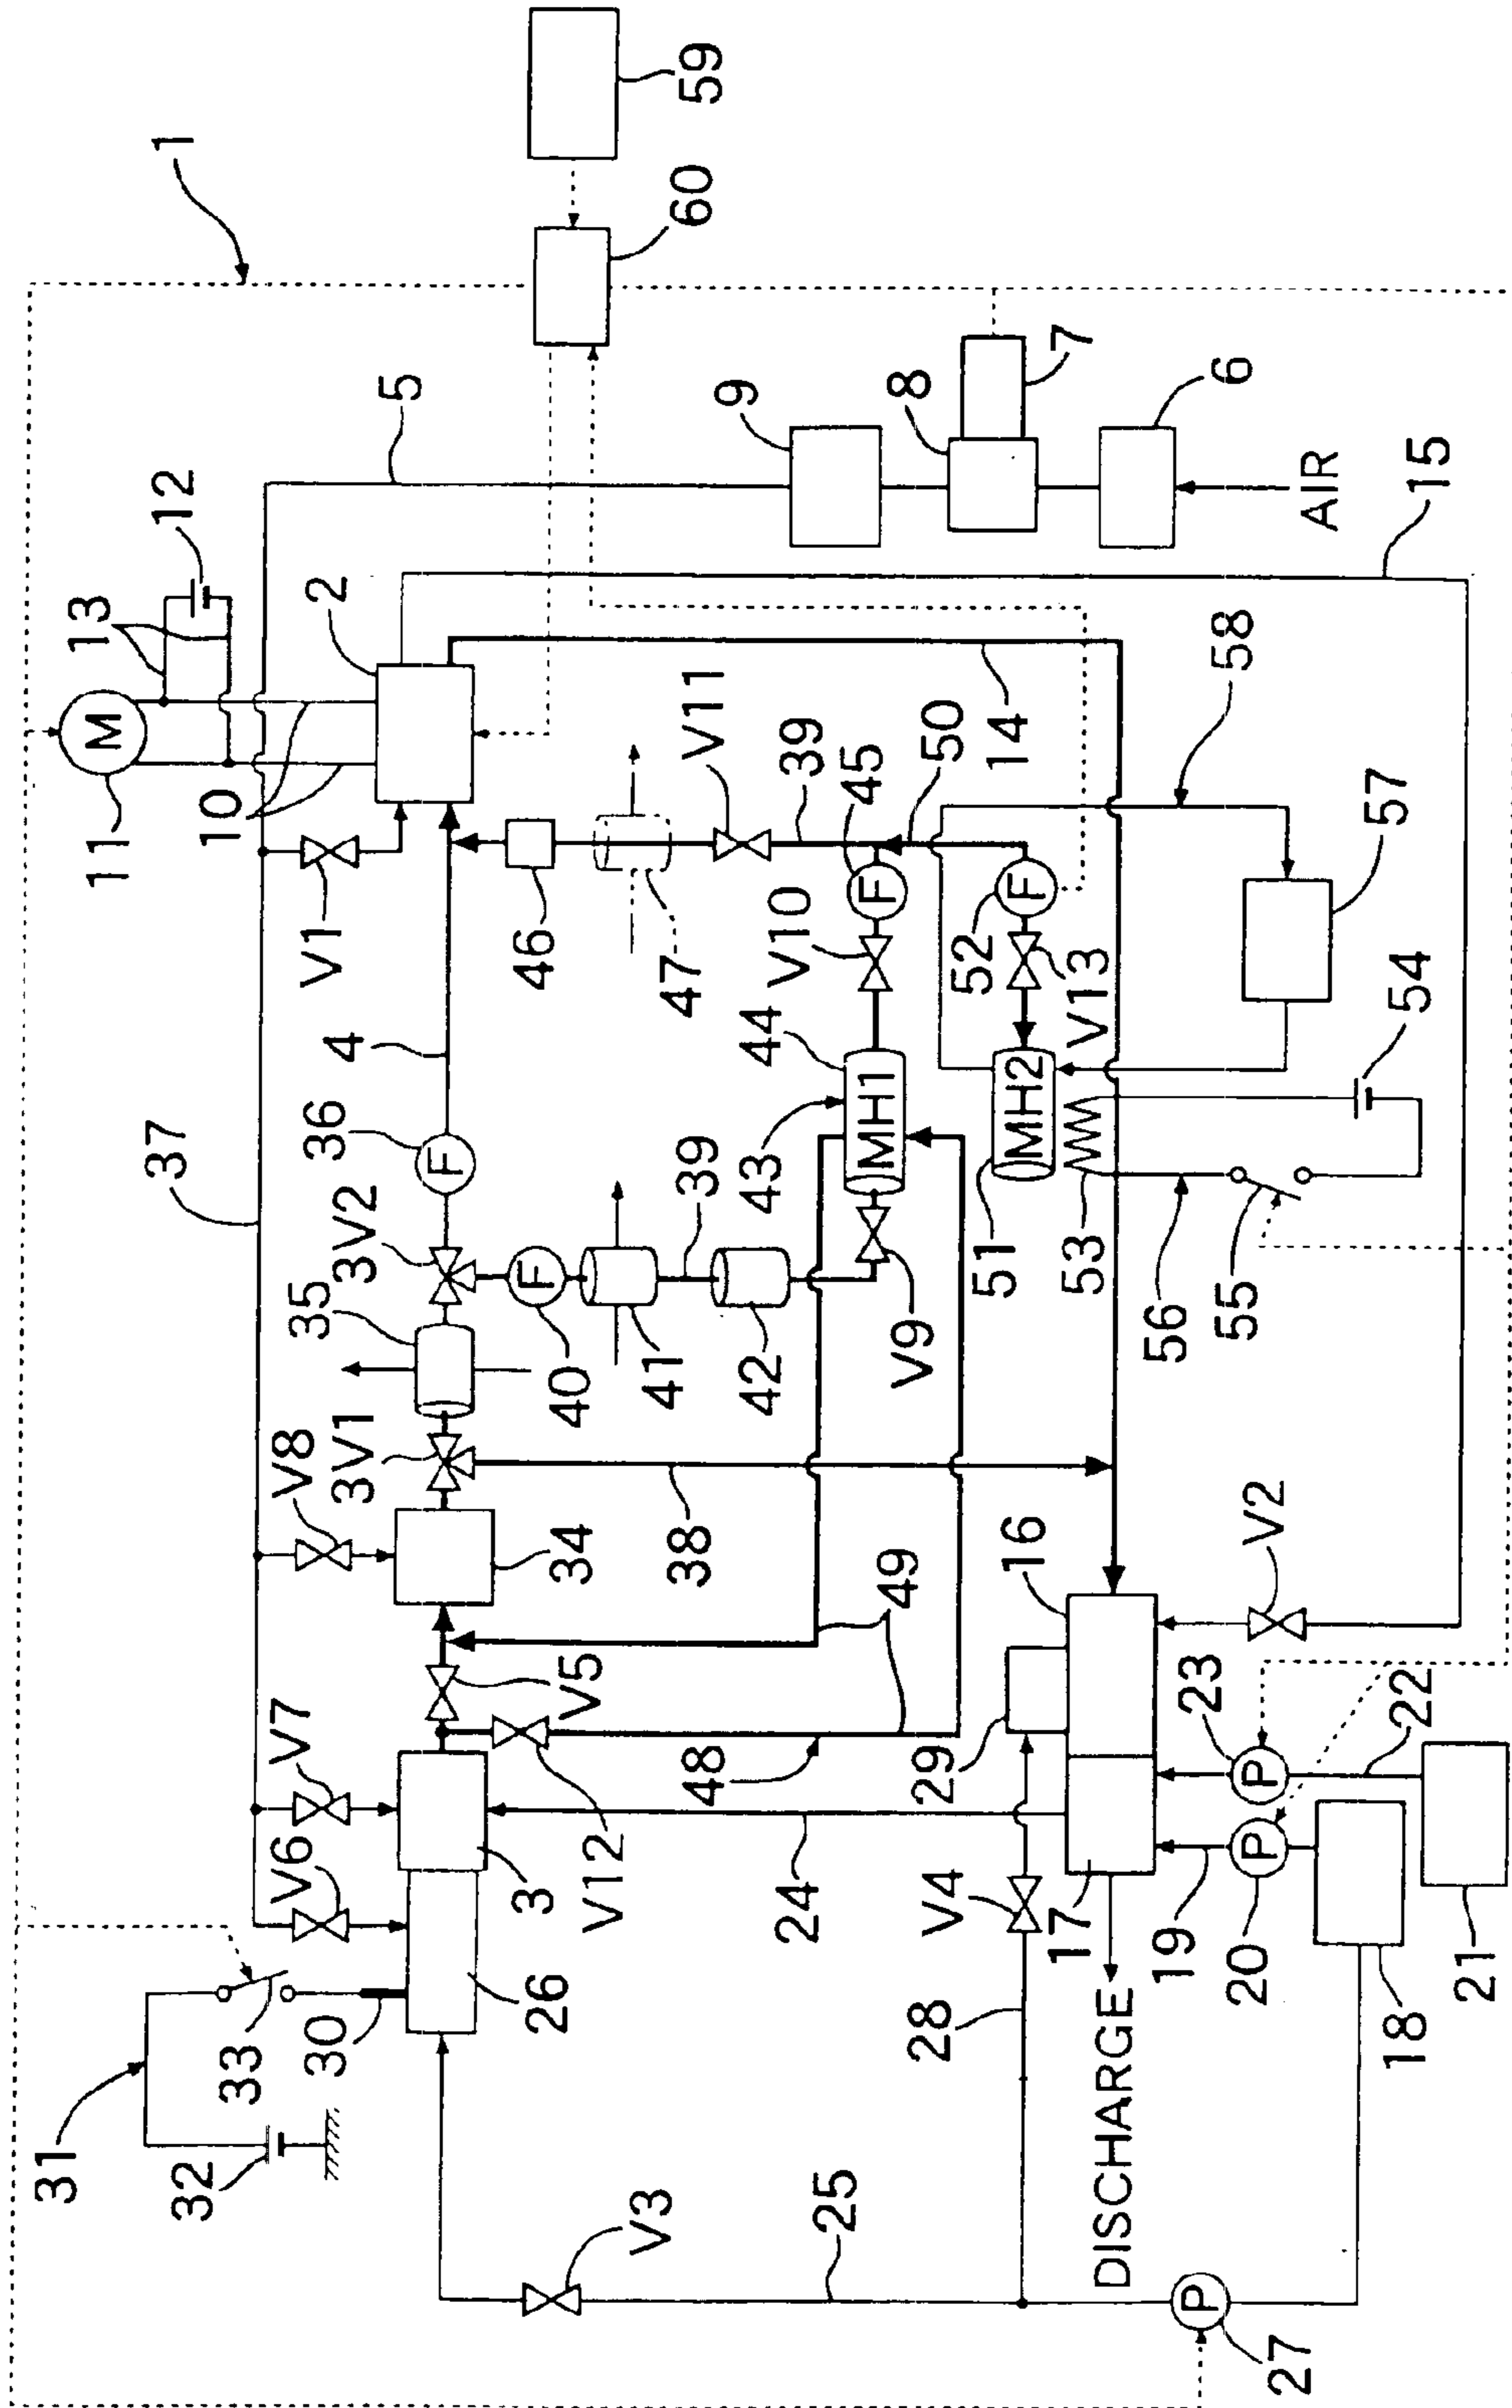 1
59
60
5
9
8
7
6
AIR
15
12
13
2
M
11
10
V1
46
47
V11
39
45
50
14
58
57
F
F
52
V10
V13
54
4
36
F
37
44
MH1
43
MH2
51
53
56
55
3V2
35
F
40
41
39
42
V9
3V1
V8
34
38
49
V5
V7
48
V6
3
V12
26
24
16
29
V2
23
P
22
V4
17
19
P
20
21
18
28
DISCHARGE
31
33
30
32
V3
25
P
27